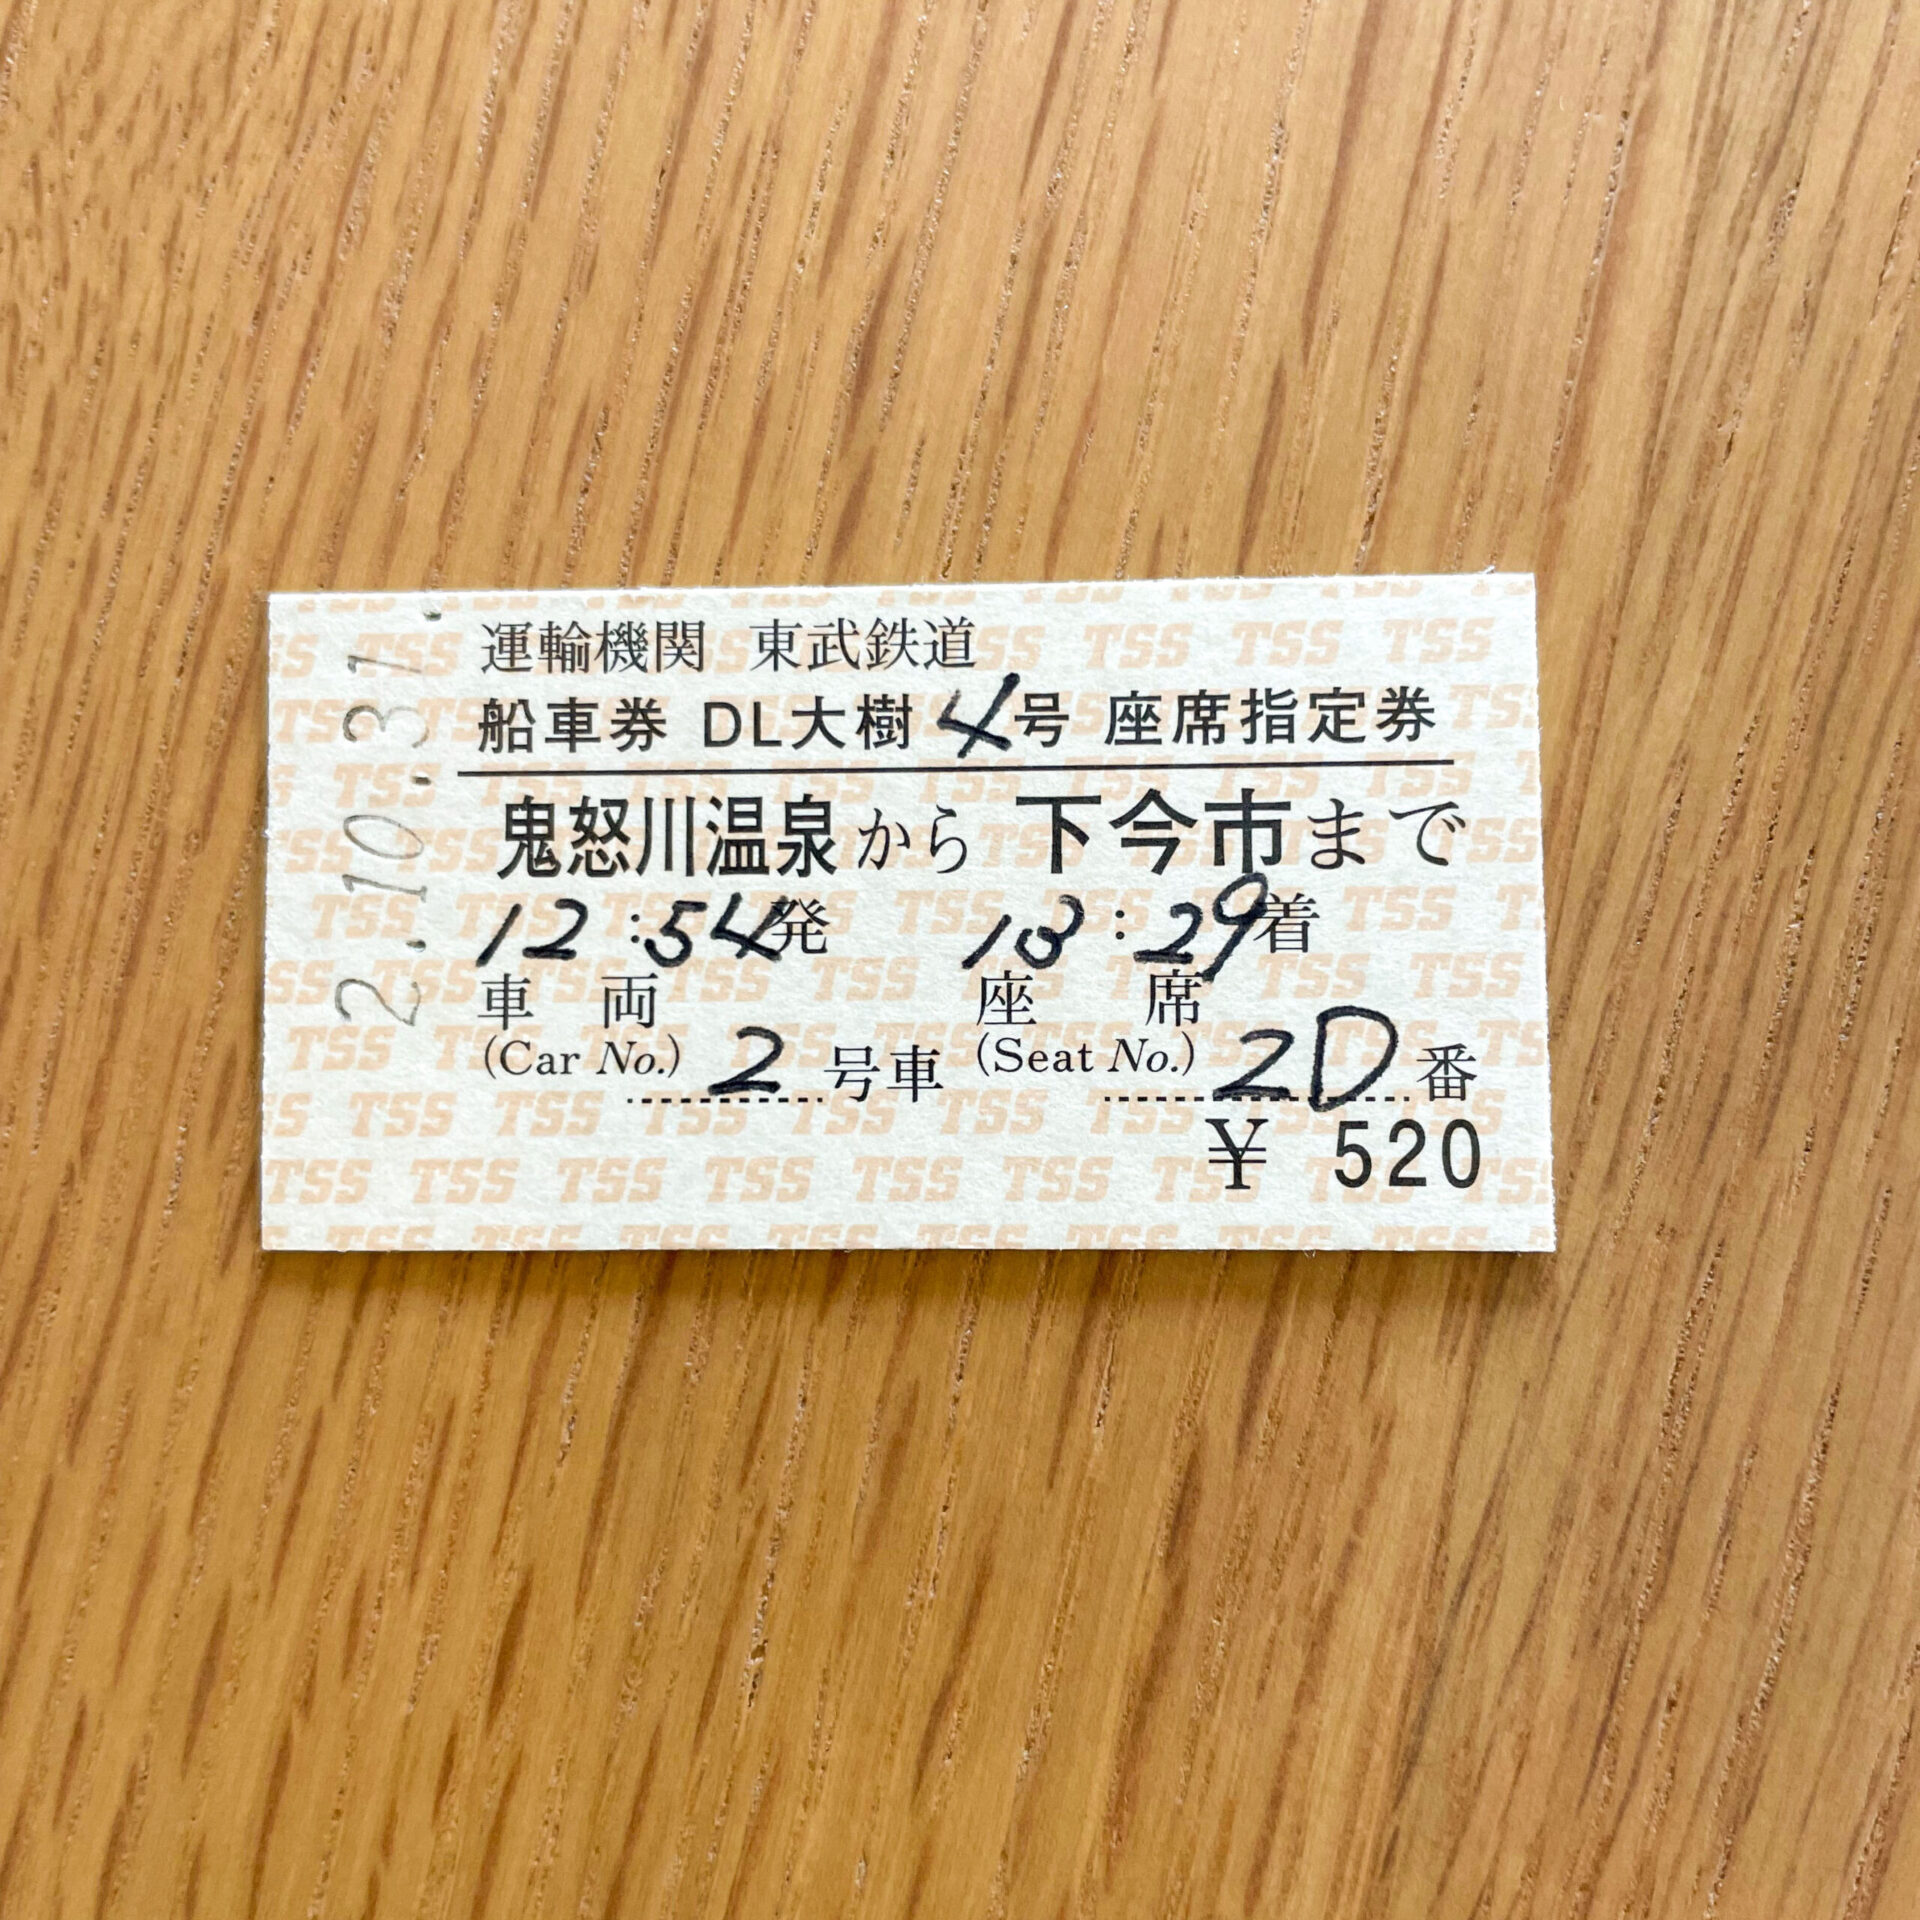 運輸機関 東武鉄道
船車券 DL大樹 4号 座席指定券
鬼怒川温泉から 下今市まで
12:54発 13:29着
車両 座席
(Car No.) 2号車 (Seat No.) 2D番
¥ 520
2.10.31.